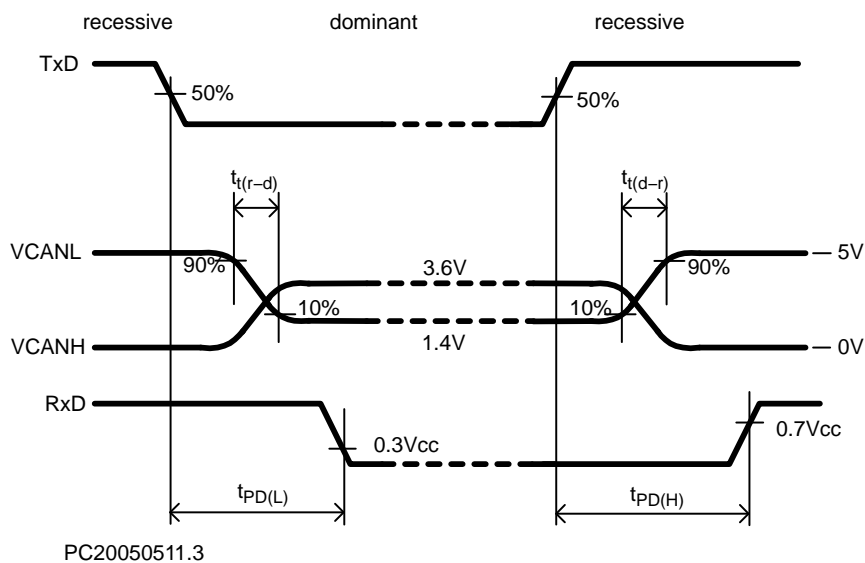 recessive dominant recessive
TxD
50% 50%
tt(r–d) tt(d–r)
VCANL 90% 3.6V 90% 5V
10% 10%
VCANH 1.4V 0V
RxD
0.3Vcc 0.7Vcc
tPD(L) tPD(H)
PC20050511.3